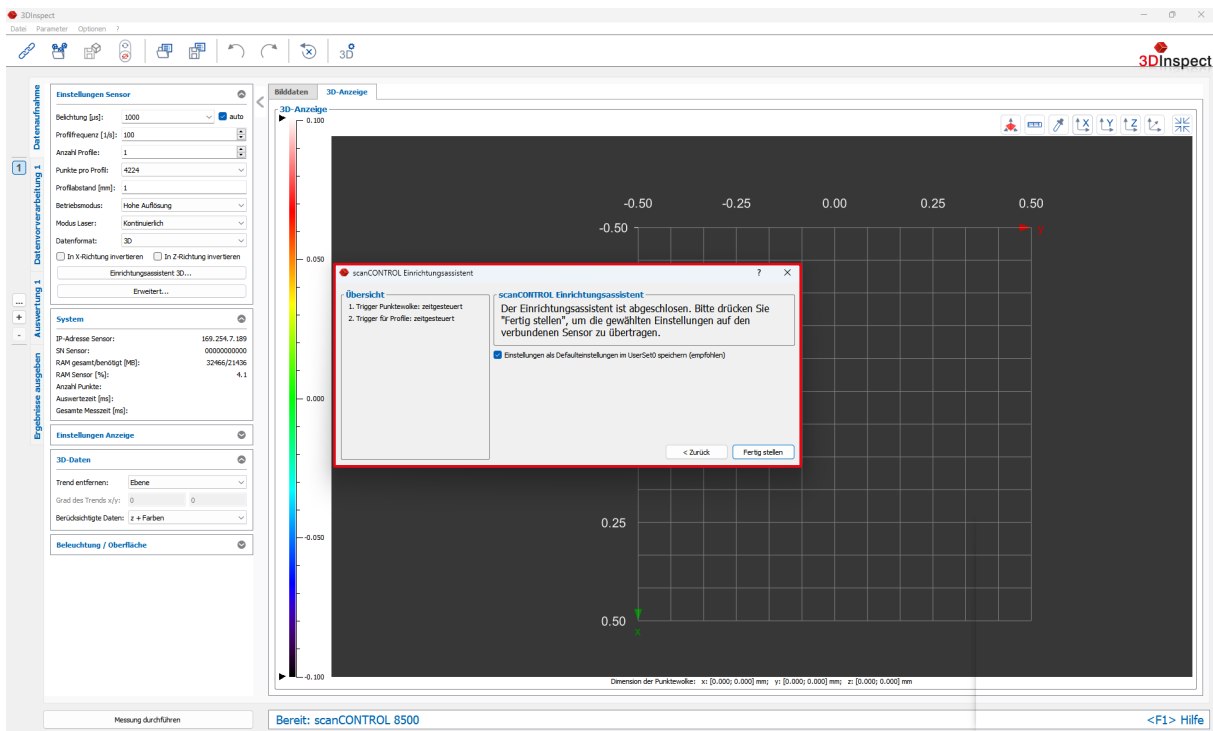 3DInspect
Datei Parameter Optionen ?
3D
3DInspect
Datenaufnahme
Datenvorverarbeitung 1
Auswertung 1
Ergebnisse ausgeben
1
...
+
-
Einstellungen Sensor
Belichtung [µs]: 1000 auto
Profilfrequenz [1/s]: 100
Anzahl Profile: 1
Punkte pro Profil: 4224
Profilabstand [mm]: 1
Betriebsmodus: Hohe Auflösung
Modus Laser: Kontinuierlich
Datenformat: 3D
In X-Richtung invertieren In Z-Richtung invertieren
Einrichtungsassistent 3D...
Erweitert...
System
IP-Adresse Sensor: 169.254.7.189
SN Sensor: 00000000000
RAM gesamt/benötigt [MB]: 32466/21436
RAM Sensor [%]: 4.1
Anzahl Punkte:
Auswertezeit [ms]:
Gesamte Messzeit [ms]:
Einstellungen Anzeige
3D-Daten
Trend entfernen: Ebene
Grad des Trends x/y: 0 0
Berücksichtigte Daten: z + Farben
Beleuchtung / Oberfläche
Messung durchführen
Bilddaten 3D-Anzeige
3D-Anzeige
0.100
0.050
0.000
-0.050
-0.100
X Y Z
-0.50 -0.25 0.00 0.25 0.50
-0.50
y
0.25
0.50
x
scanCONTROL Einrichtungsassistent ?
Übersicht
1. Trigger Punktewolke: zeitgesteuert
2. Trigger für Profile: zeitgesteuert
scanCONTROL Einrichtungsassistent
Der Einrichtungsassistent ist abgeschlosen. Bitte drücken Sie
"Fertig stellen", um die gewählten Einstellungen auf den
verbundenen Sensor zu übertragen.
Einstellungen als Defaulteinstellungen im UserSet0 speichern (empfohlen)
< Zurück Fertig stellen
Dimension der Punktewolke: x: [0.000; 0.000] mm; y: [0.000; 0.000] mm; z: [0.000; 0.000] mm
Bereit: scanCONTROL 8500
<F1> Hilfe